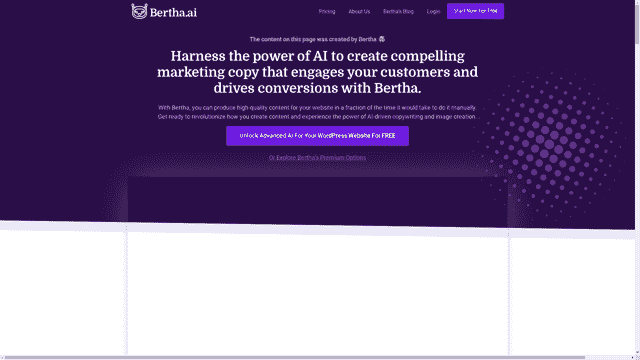 Bertha.ai
Pricing About Us Bertha's Blog Login Start Now For FREE
The content on this page was created by Bertha
Harness the power of AI to create compelling
marketing copy that engages your customers and
drives conversions with Bertha.
With Bertha, you can produce high-quality content for your website in a fraction of the time it would take to do it manually.
Get ready to revolutionize how you create content and experience the power of AI-driven copywriting and image creation.
Unlock Advanced AI For Your WordPress Website For FREE
Or Explore Bertha's Premium Options